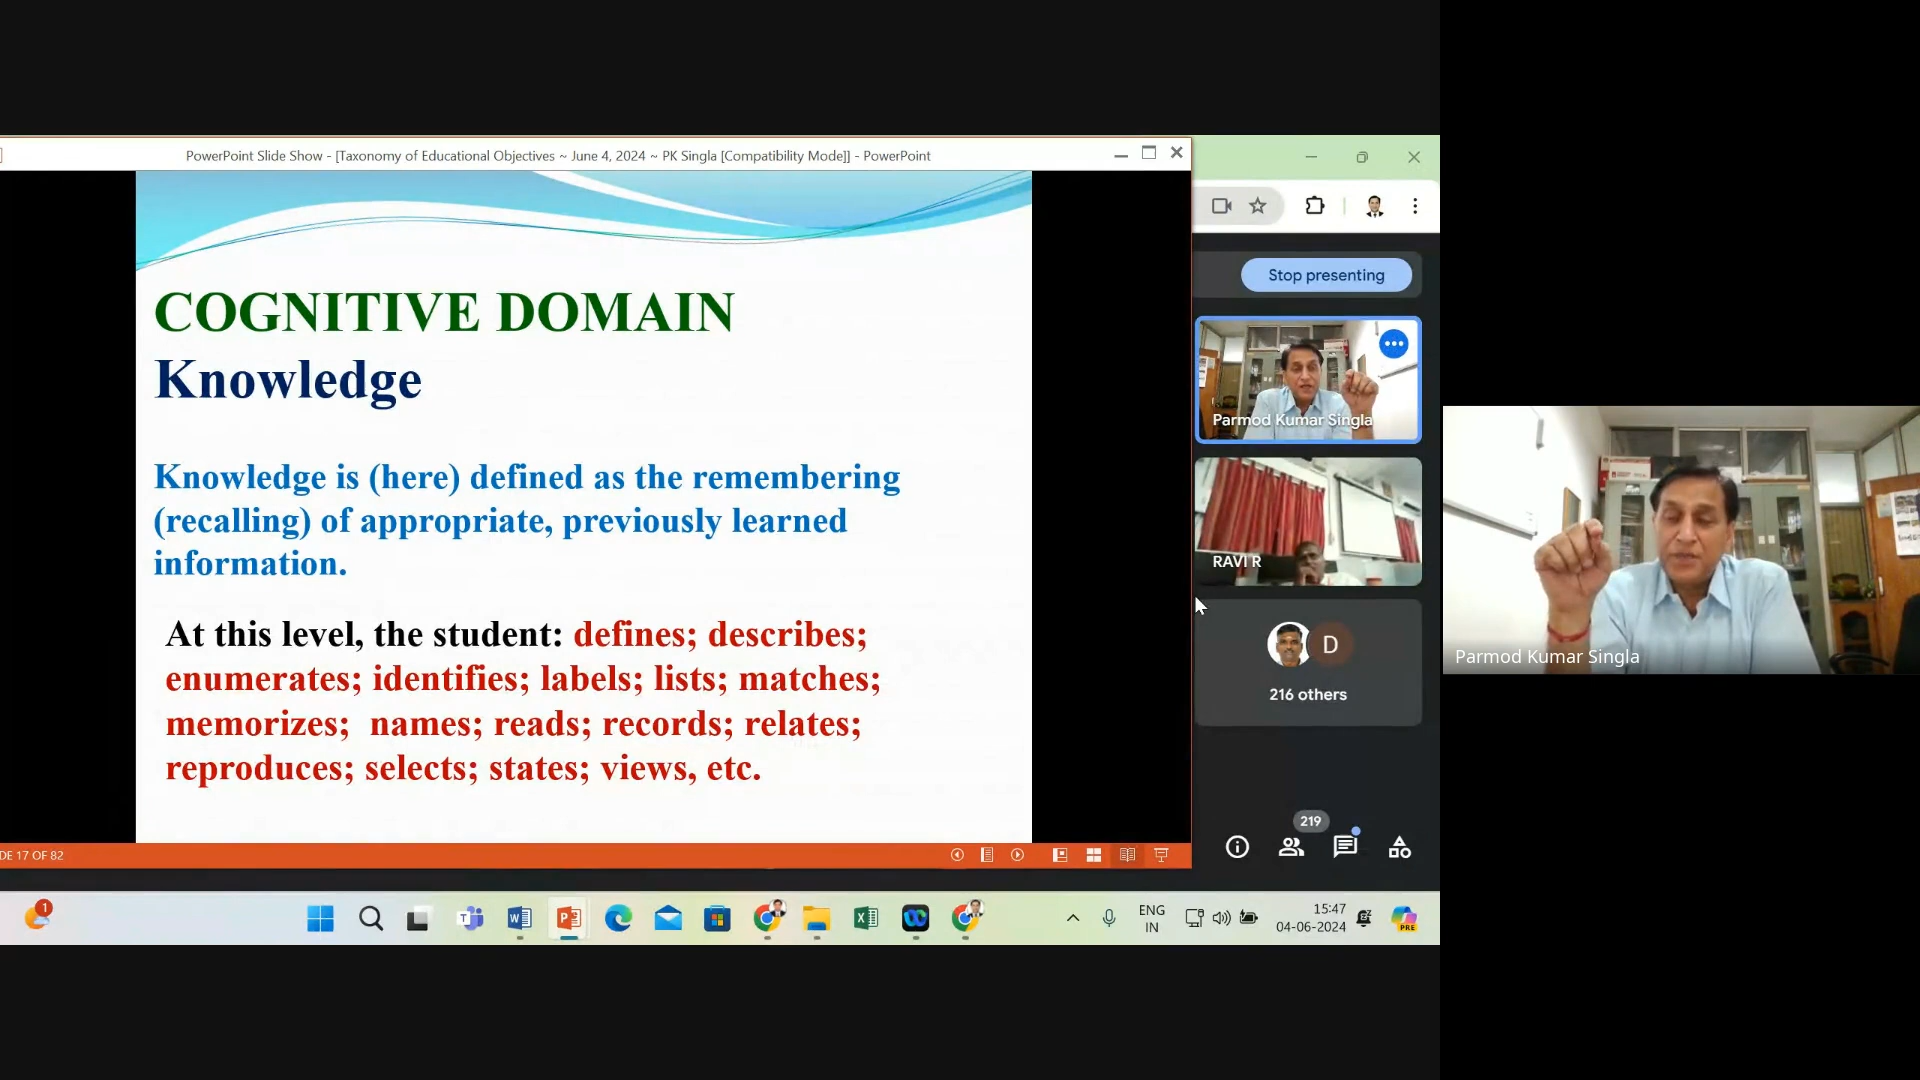 PowerPoint Slide Show - [Taxonomy of Educational Objectives ~ June 4, 2024 ~ PK Singla [Compatibility Mode]] - PowerPoint
COGNITIVE DOMAIN
Knowledge
Knowledge is (here) defined as the remembering
(recalling) of appropriate, previously learned
information.
At this level, the student: defines; describes;
enumerates; identifies; labels; lists; matches;
memorizes; names; reads; records; relates;
reproduces; selects; states; views, etc.
DE 17 OF 82
Stop presenting
Parmod Kumar Singla
RAVI R
D
216 others
219
Parmod Kumar Singla
1
ENG
IN
15:47
04-06-2024
PRE